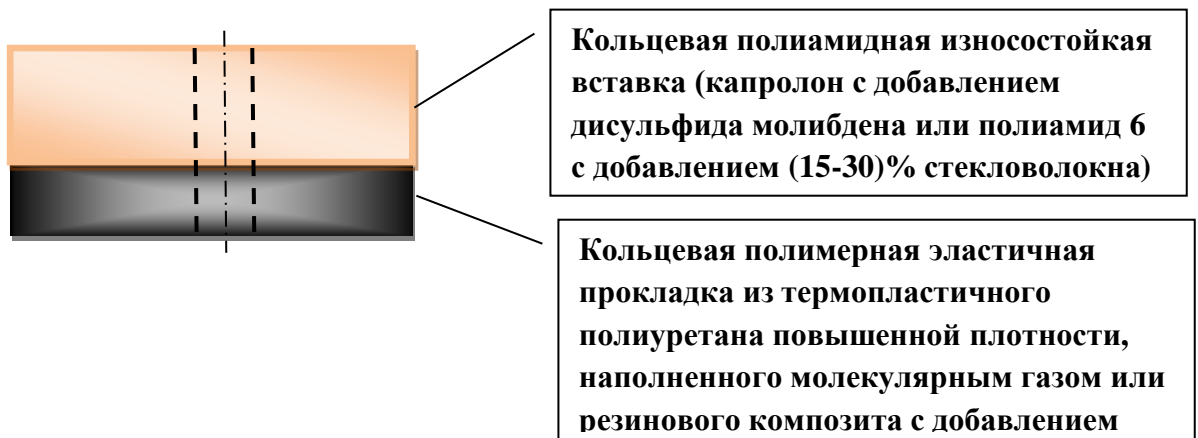 Кольцевая полиамидная износостойкая
вставка (капролон с добавлением
дисульфида молибдена или полиамид 6
с добавлением (15-30)% стекловолокна)
Кольцевая полимерная эластичная
прокладка из термопластичного
полиуретана повышенной плотности,
наполненного молекулярным газом или
резинового композита с добавлением